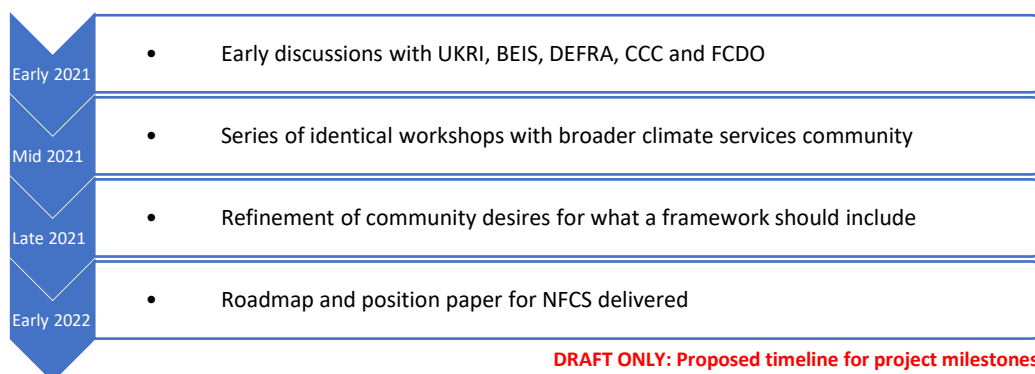 Early 2021
• Early discussions with UKRI, BEIS, DEFRA, CCC and FCDO
Mid 2021
• Series of identical workshops with broader climate services community
Late 2021
• Refinement of community desires for what a framework should include
Early 2022
• Roadmap and position paper for NFCS delivered
DRAFT ONLY: Proposed timeline for project milestones